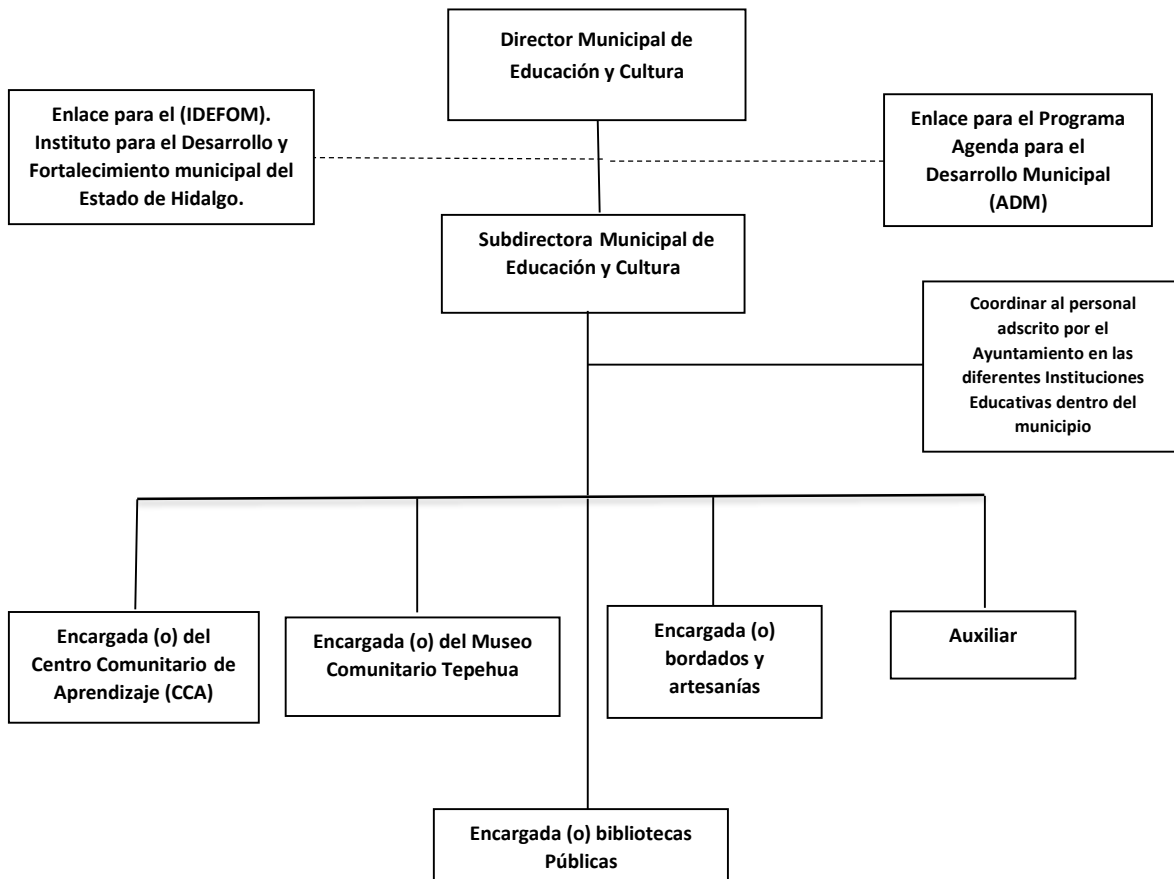 Director Municipal de
Educación y Cultura
Enlace para el (IDEFOM).
Instituto para el Desarrollo y
Fortalecimiento municipal del
Estado de Hidalgo.
Enlace para el Programa
Agenda para el
Desarrollo Municipal
(ADM)
Subdirectora Municipal de
Educación y Cultura
Coordinar al personal
adscrito por el
Ayuntamiento en las
diferentes Instituciones
Educativas dentro del
municipio
Encargada (o) del
Centro Comunitario de
Aprendizaje (CCA)
Encargada (o) del Museo
Comunitario Tepehua
Encargada (o)
bordados y
artesanías
Auxiliar
Encargada (o) bibliotecas
Públicas